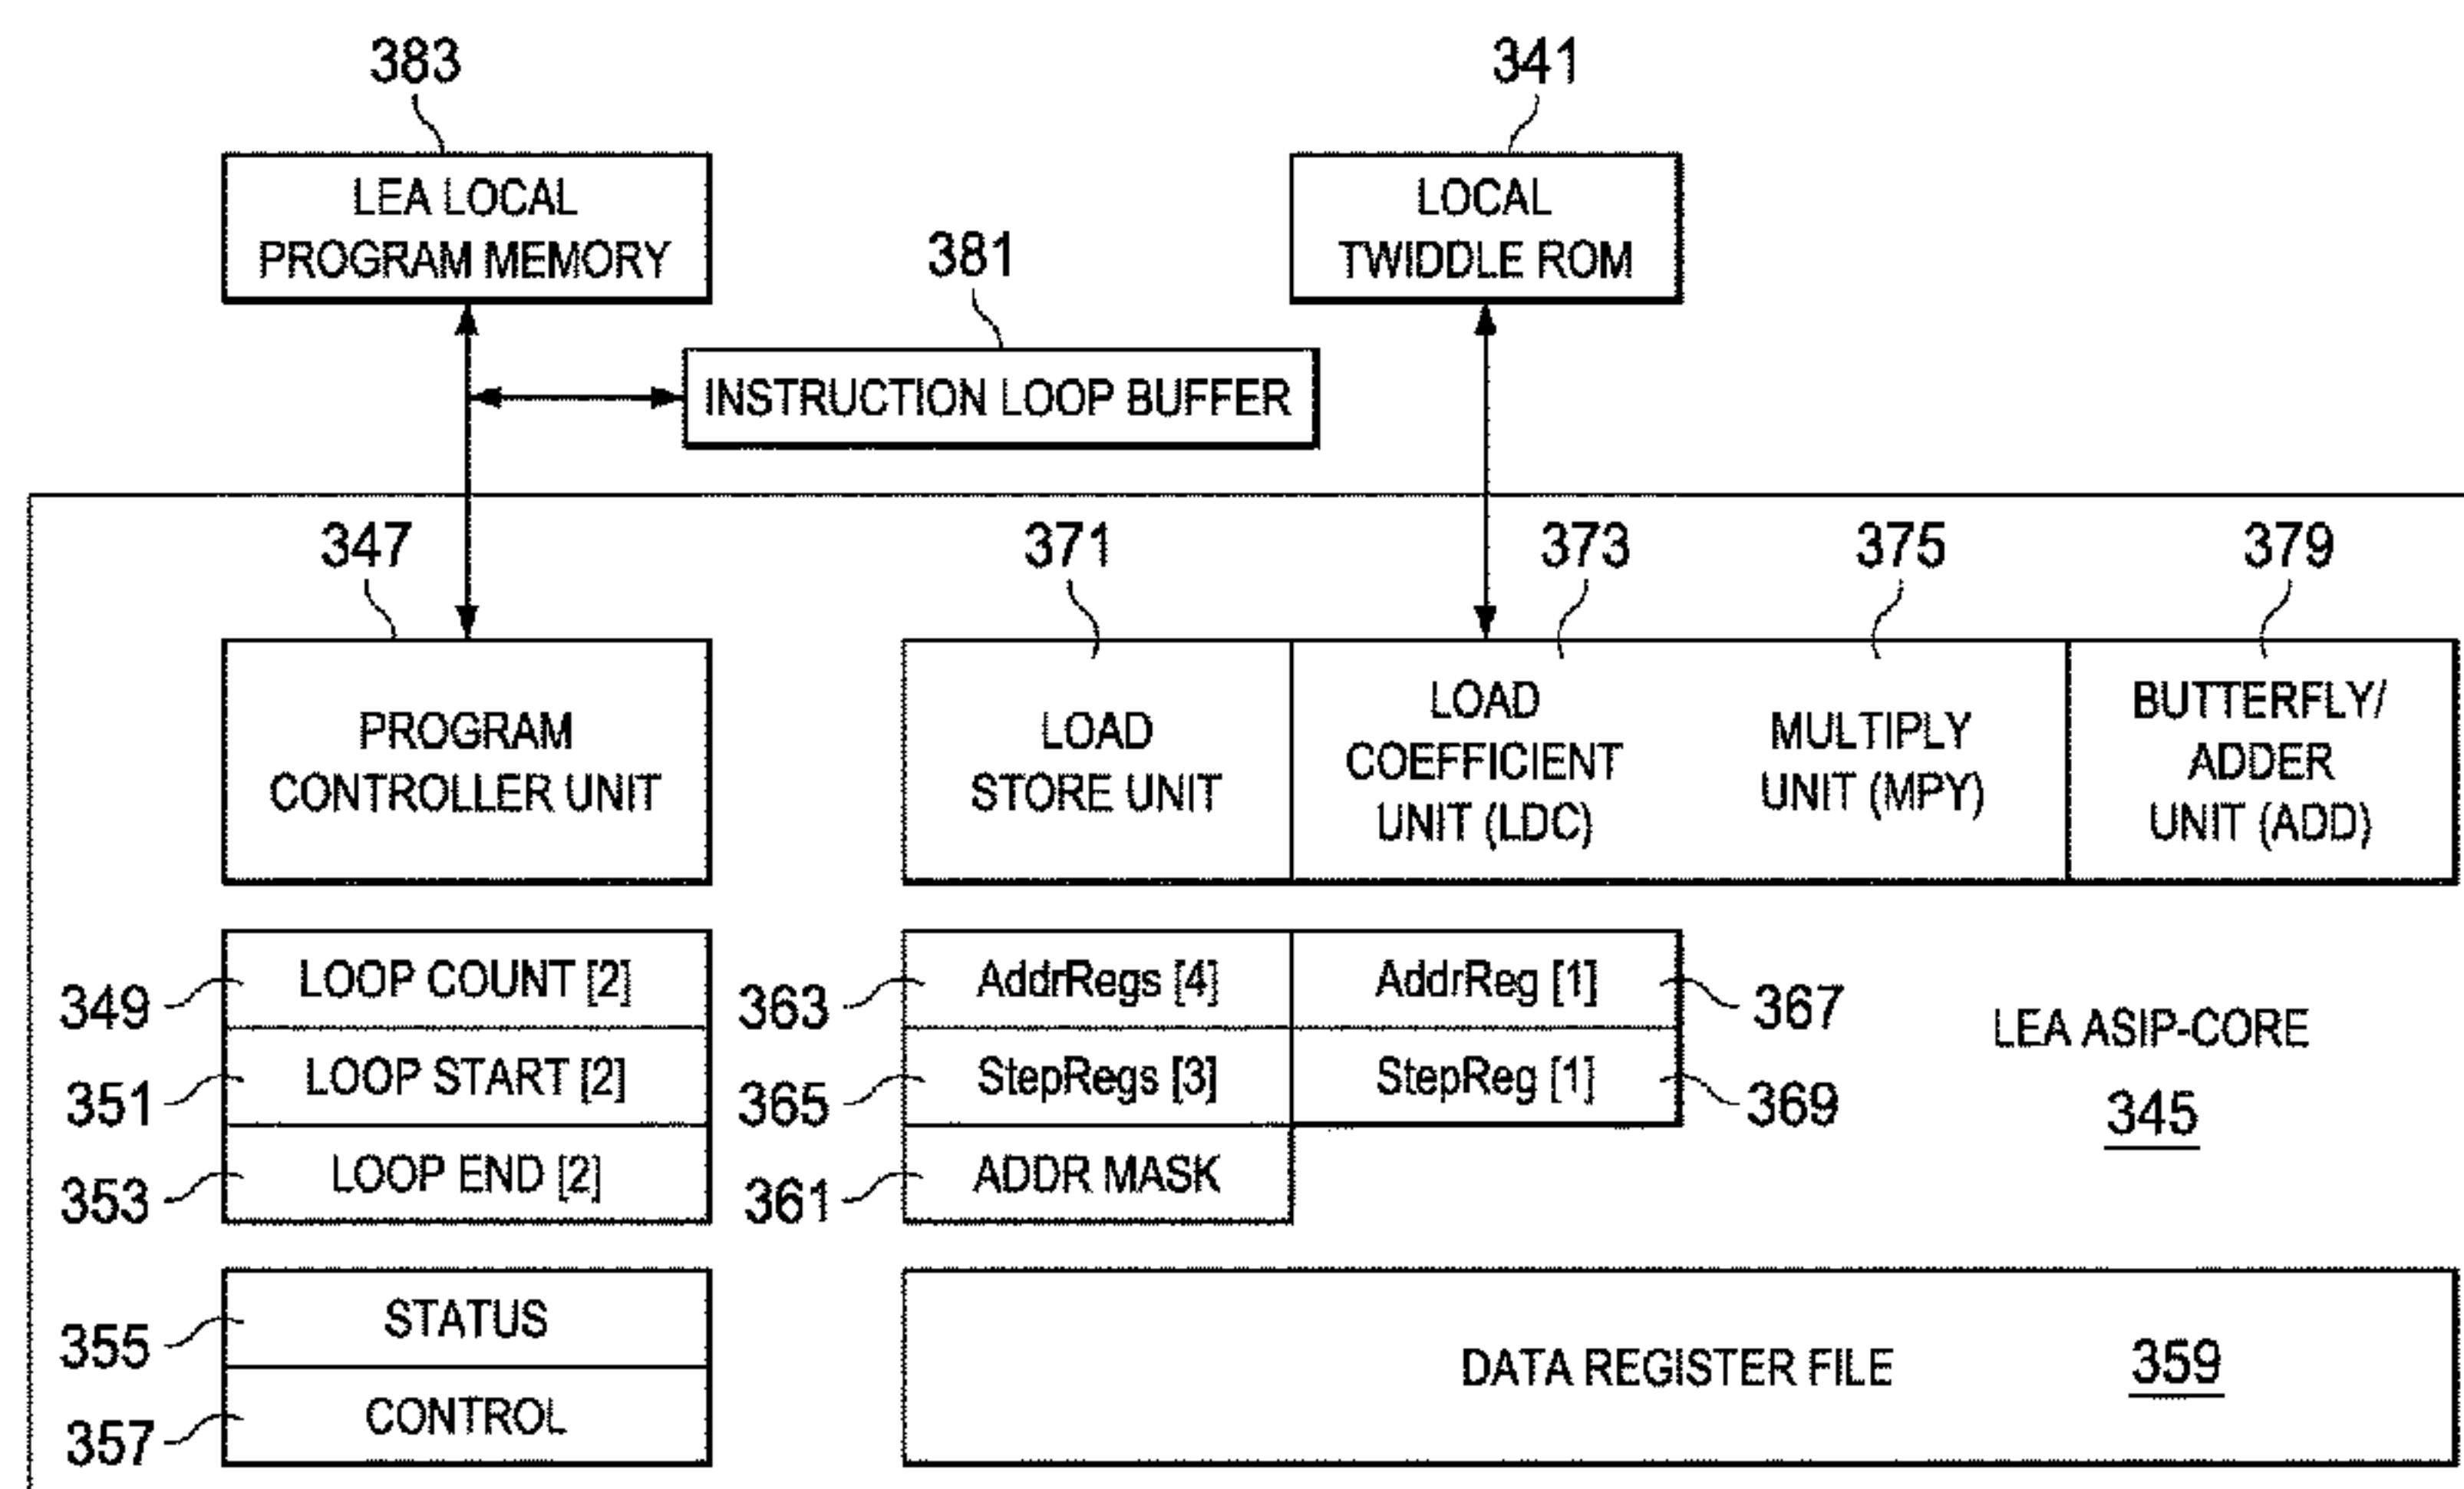 383
341
LEA LOCAL
PROGRAM MEMORY
LOCAL
TWIDDLE ROM
381
INSTRUCTION LOOP BUFFER
347
371
373
375
379
PROGRAM
CONTROLLER UNIT
LOAD
STORE UNIT
LOAD
COEFFICIENT
UNIT (LDC)
MULTIPLY
UNIT (MPY)
BUTTERFLY/
ADDER
UNIT (ADD)
349
LOOP COUNT [2]
351
LOOP START [2]
353
LOOP END [2]
363
AddrRegs [4]
AddrReg [1]
367
365
StepRegs [3]
StepReg [1]
369
361
ADDR MASK
LEA ASIP-CORE
345
355
STATUS
357
CONTROL
DATA REGISTER FILE 359